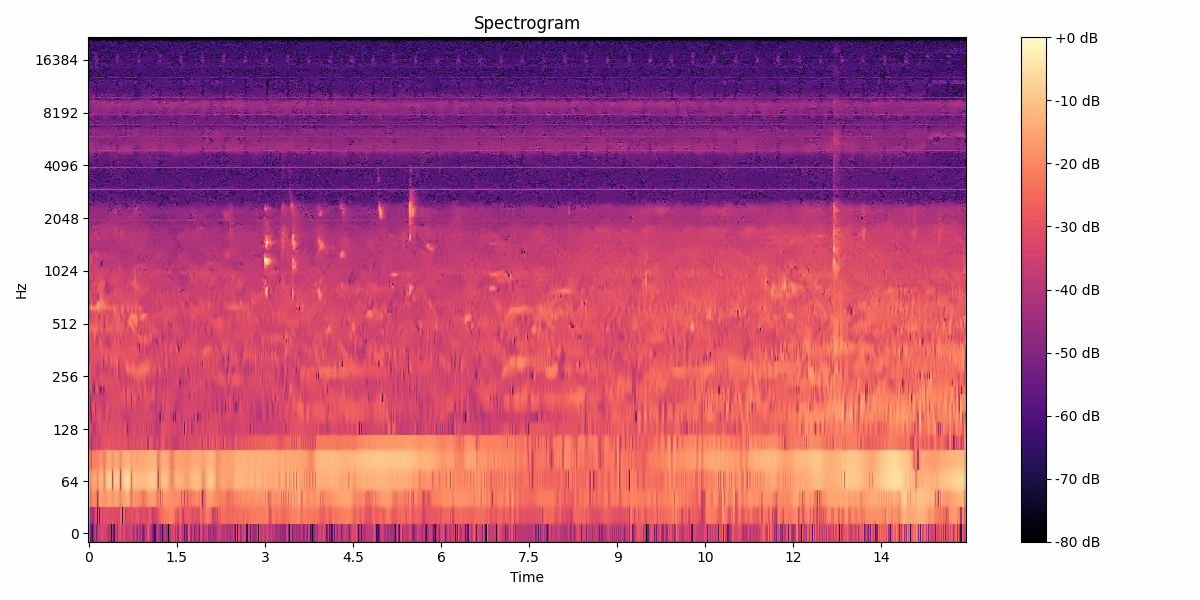 Spectrogram
16384
8192
4096
2048
1024
512
256
128
64
0
Hz
0 1.5 3 4.5 6 7.5 9 10 12 14
Time
+0 dB
-10 dB
-20 dB
-30 dB
-40 dB
-50 dB
-60 dB
-70 dB
-80 dB